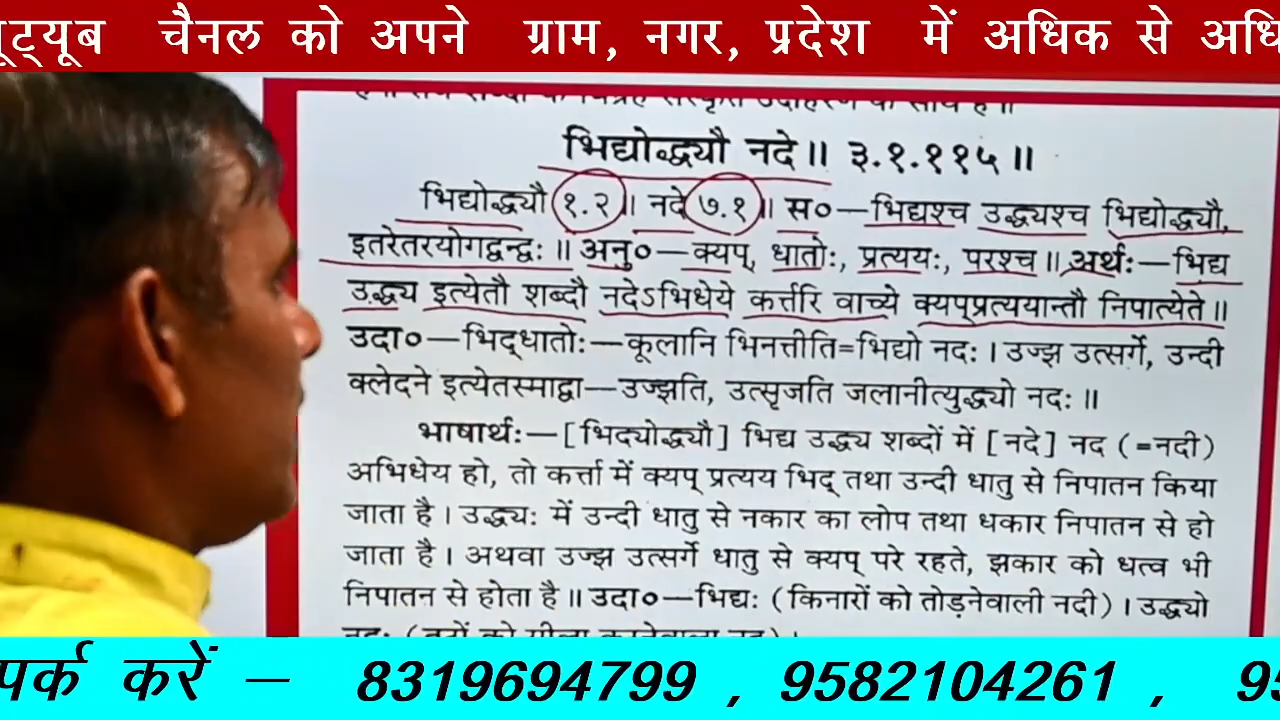 चैनल को अपने ग्राम, नगर, प्रदेश में अधिक से
भिद्योद्ध्यौ नदे॥ ३.१.११५॥
भिद्योद्ध्यौ १.२॥ नदे ७.१॥ स०—भिद्यश्च उद्ध्यश्च भिद्योद्ध्यौ,
इतरेतरयोगद्वन्द्वः॥ अनु०—क्यप्, धातोः, प्रत्ययः, परश्च॥ अर्थः—भिद्य
उद्ध्य इत्येतौ शब्दौ नदेऽभिधेये कर्त्तरि वाच्ये क्यप्प्रत्ययान्तौ निपात्येते॥
उदा०—भिद्धातोः—कूलानि भिनत्तीति=भिद्यो नदः। उज्झ उत्सर्गे, उन्दी
क्लेदने इत्येतस्माद्वा—उज्झति, उत्सृजति जलानीत्युद्ध्यो नदः॥
भाषार्थः—[भिद्योद्ध्यौ] भिद्य उद्ध्य शब्दों में [नदे] नद (=नदी)
अभिधेय हो, तो कर्त्ता में क्यप् प्रत्यय भिद् तथा उन्दी धातु से निपातन किया
जाता है। उद्ध्यः में उन्दी धातु से नकार का लोप तथा धकार निपातन से हो
जाता है। अथवा उज्झ उत्सर्गे धातु से क्यप् परे रहते, झकार को धत्व भी
निपातन से होता है॥ उदा०—भिद्यः (किनारों को तोड़नेवाली नदी)। उद्ध्यो
करें – 8319694799 , 9582104261 ,